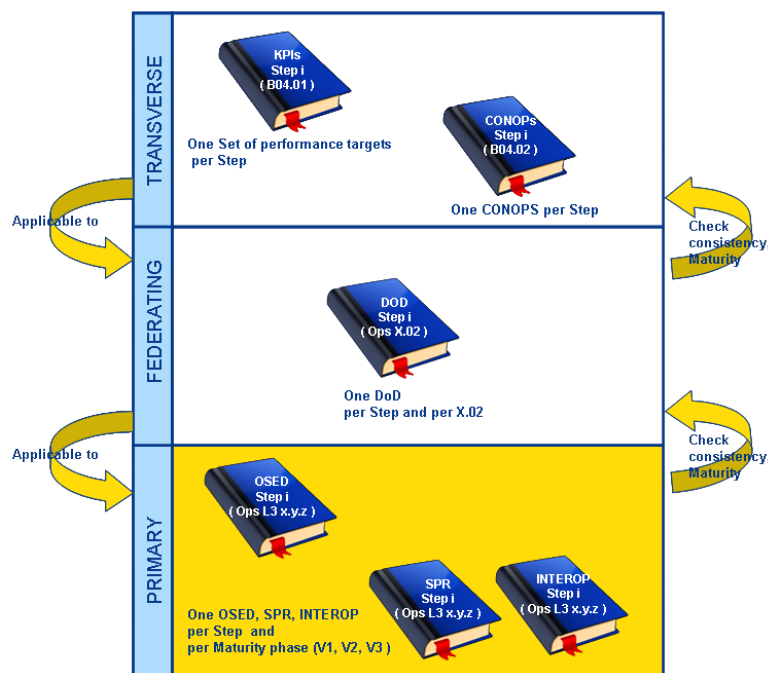 TRANSVERSE
KPIs
Step i
( B04.01 )
One Set of performance targets
per Step
CONOPs
Step i
(B04.02 )
One CONOPS per Step
Applicable to
Check
consistency,
Maturity
FEDERATING
DOD
Step i
( Ops X.02 )
One DoD
per Step and per X.02
Applicable to
Check
consistency,
Maturity
PRIMARY
OSED
Step i
( Ops L3 x.y.z )
SPR
Step i
( Ops L3 x.y.z )
INTEROP
Step i
( Ops L3 x.y.z )
One OSED, SPR, INTEROP
per Step and
per Maturity phase (V1, V2, V3 )